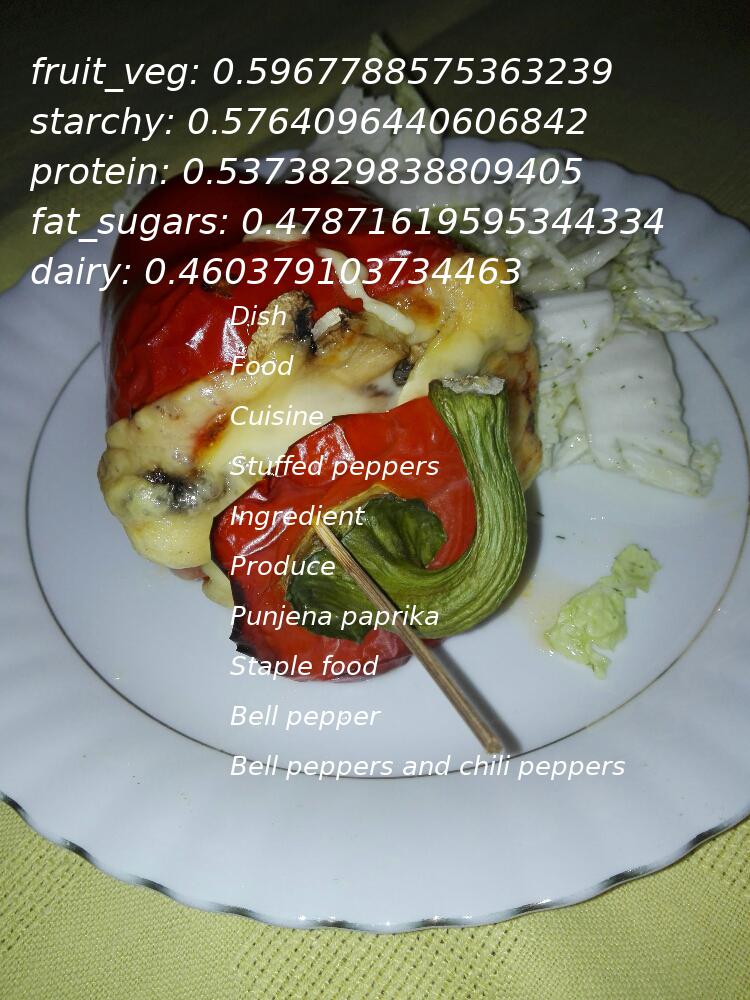 fruit_veg: 0.5967788575363239
starchy: 0.5764096440606842
protein: 0.5373829838809405
fat_sugars: 0.47871619595344334
dairy: 0.460379103734463
Dish
Food
Cuisine
Stuffed peppers
Ingredient
Produce
Punjena paprika
Staple food
Bell pepper
Bell peppers and chili peppers